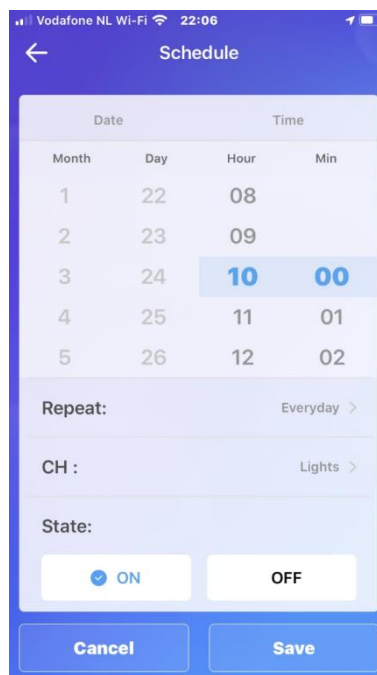 Vodafone NL Wi-Fi 22:06
Schedule
Date Time
Month Day Hour Min
1 22 08
2 23 09
3 24 10 00
4 25 11 01
5 26 12 02
Repeat: Everyday >
CH : Lights >
State:
ON OFF
Cancel Save